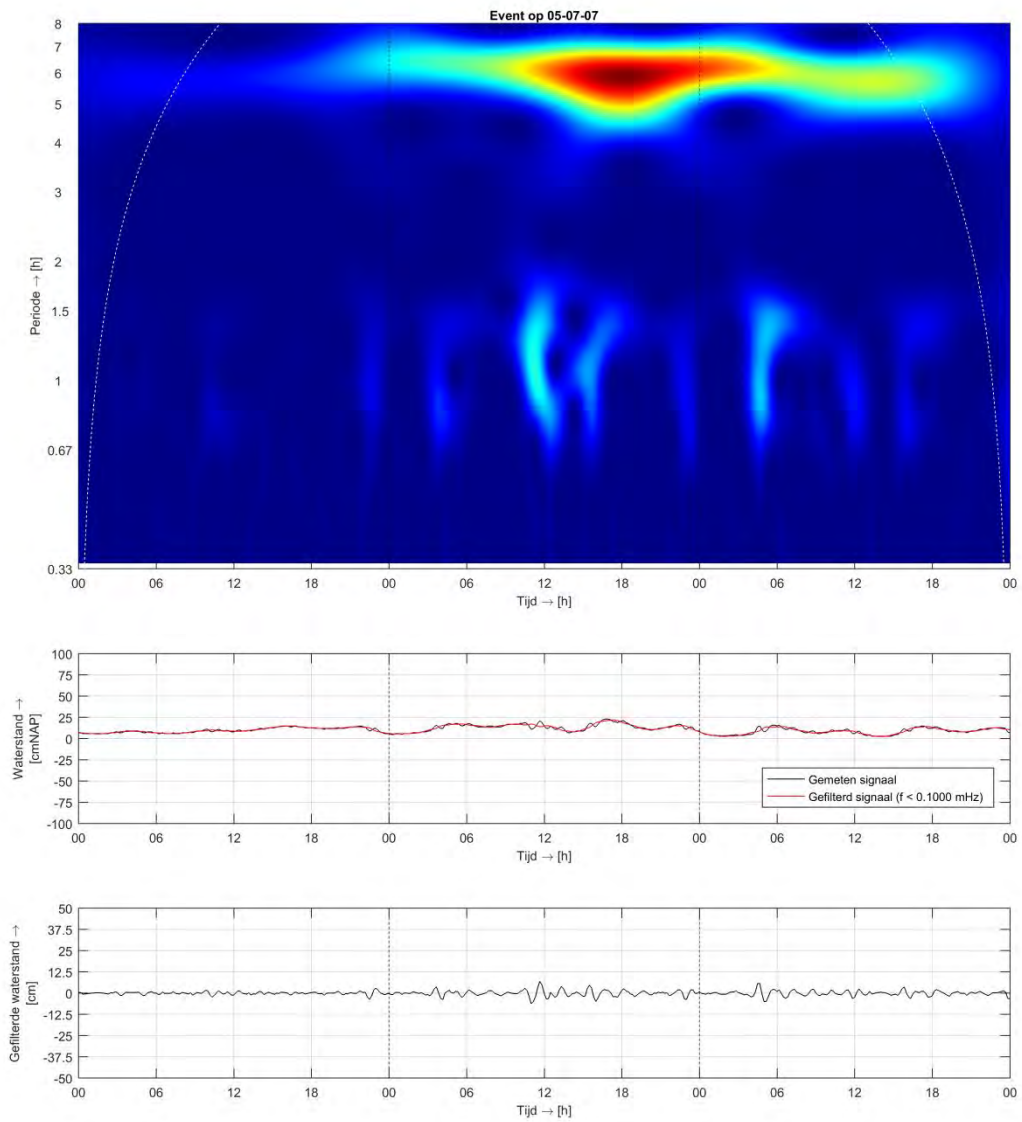 Event op 05-07-07
Periode → [h]
8
7
6
5
4
3
2
1.5
1
0.67
0.33
00 06 12 18 00 06 12 18 00 06 12 18 00
Tijd → [h]
Waterstand →
[cmNAP]
100
75
50
25
0
-25
-50
-75
-100
Gemeten signaal
Gefilterd signaal (f < 0.1000 mHz)
00 06 12 18 00 06 12 18 00 06 12 18 00
Tijd → [h]
Gefilterde waterstand →
[cm]
50
37.5
25
12.5
0
-12.5
-25
-37.5
-50
00 06 12 18 00 06 12 18 00 06 12 18 00
Tijd → [h]